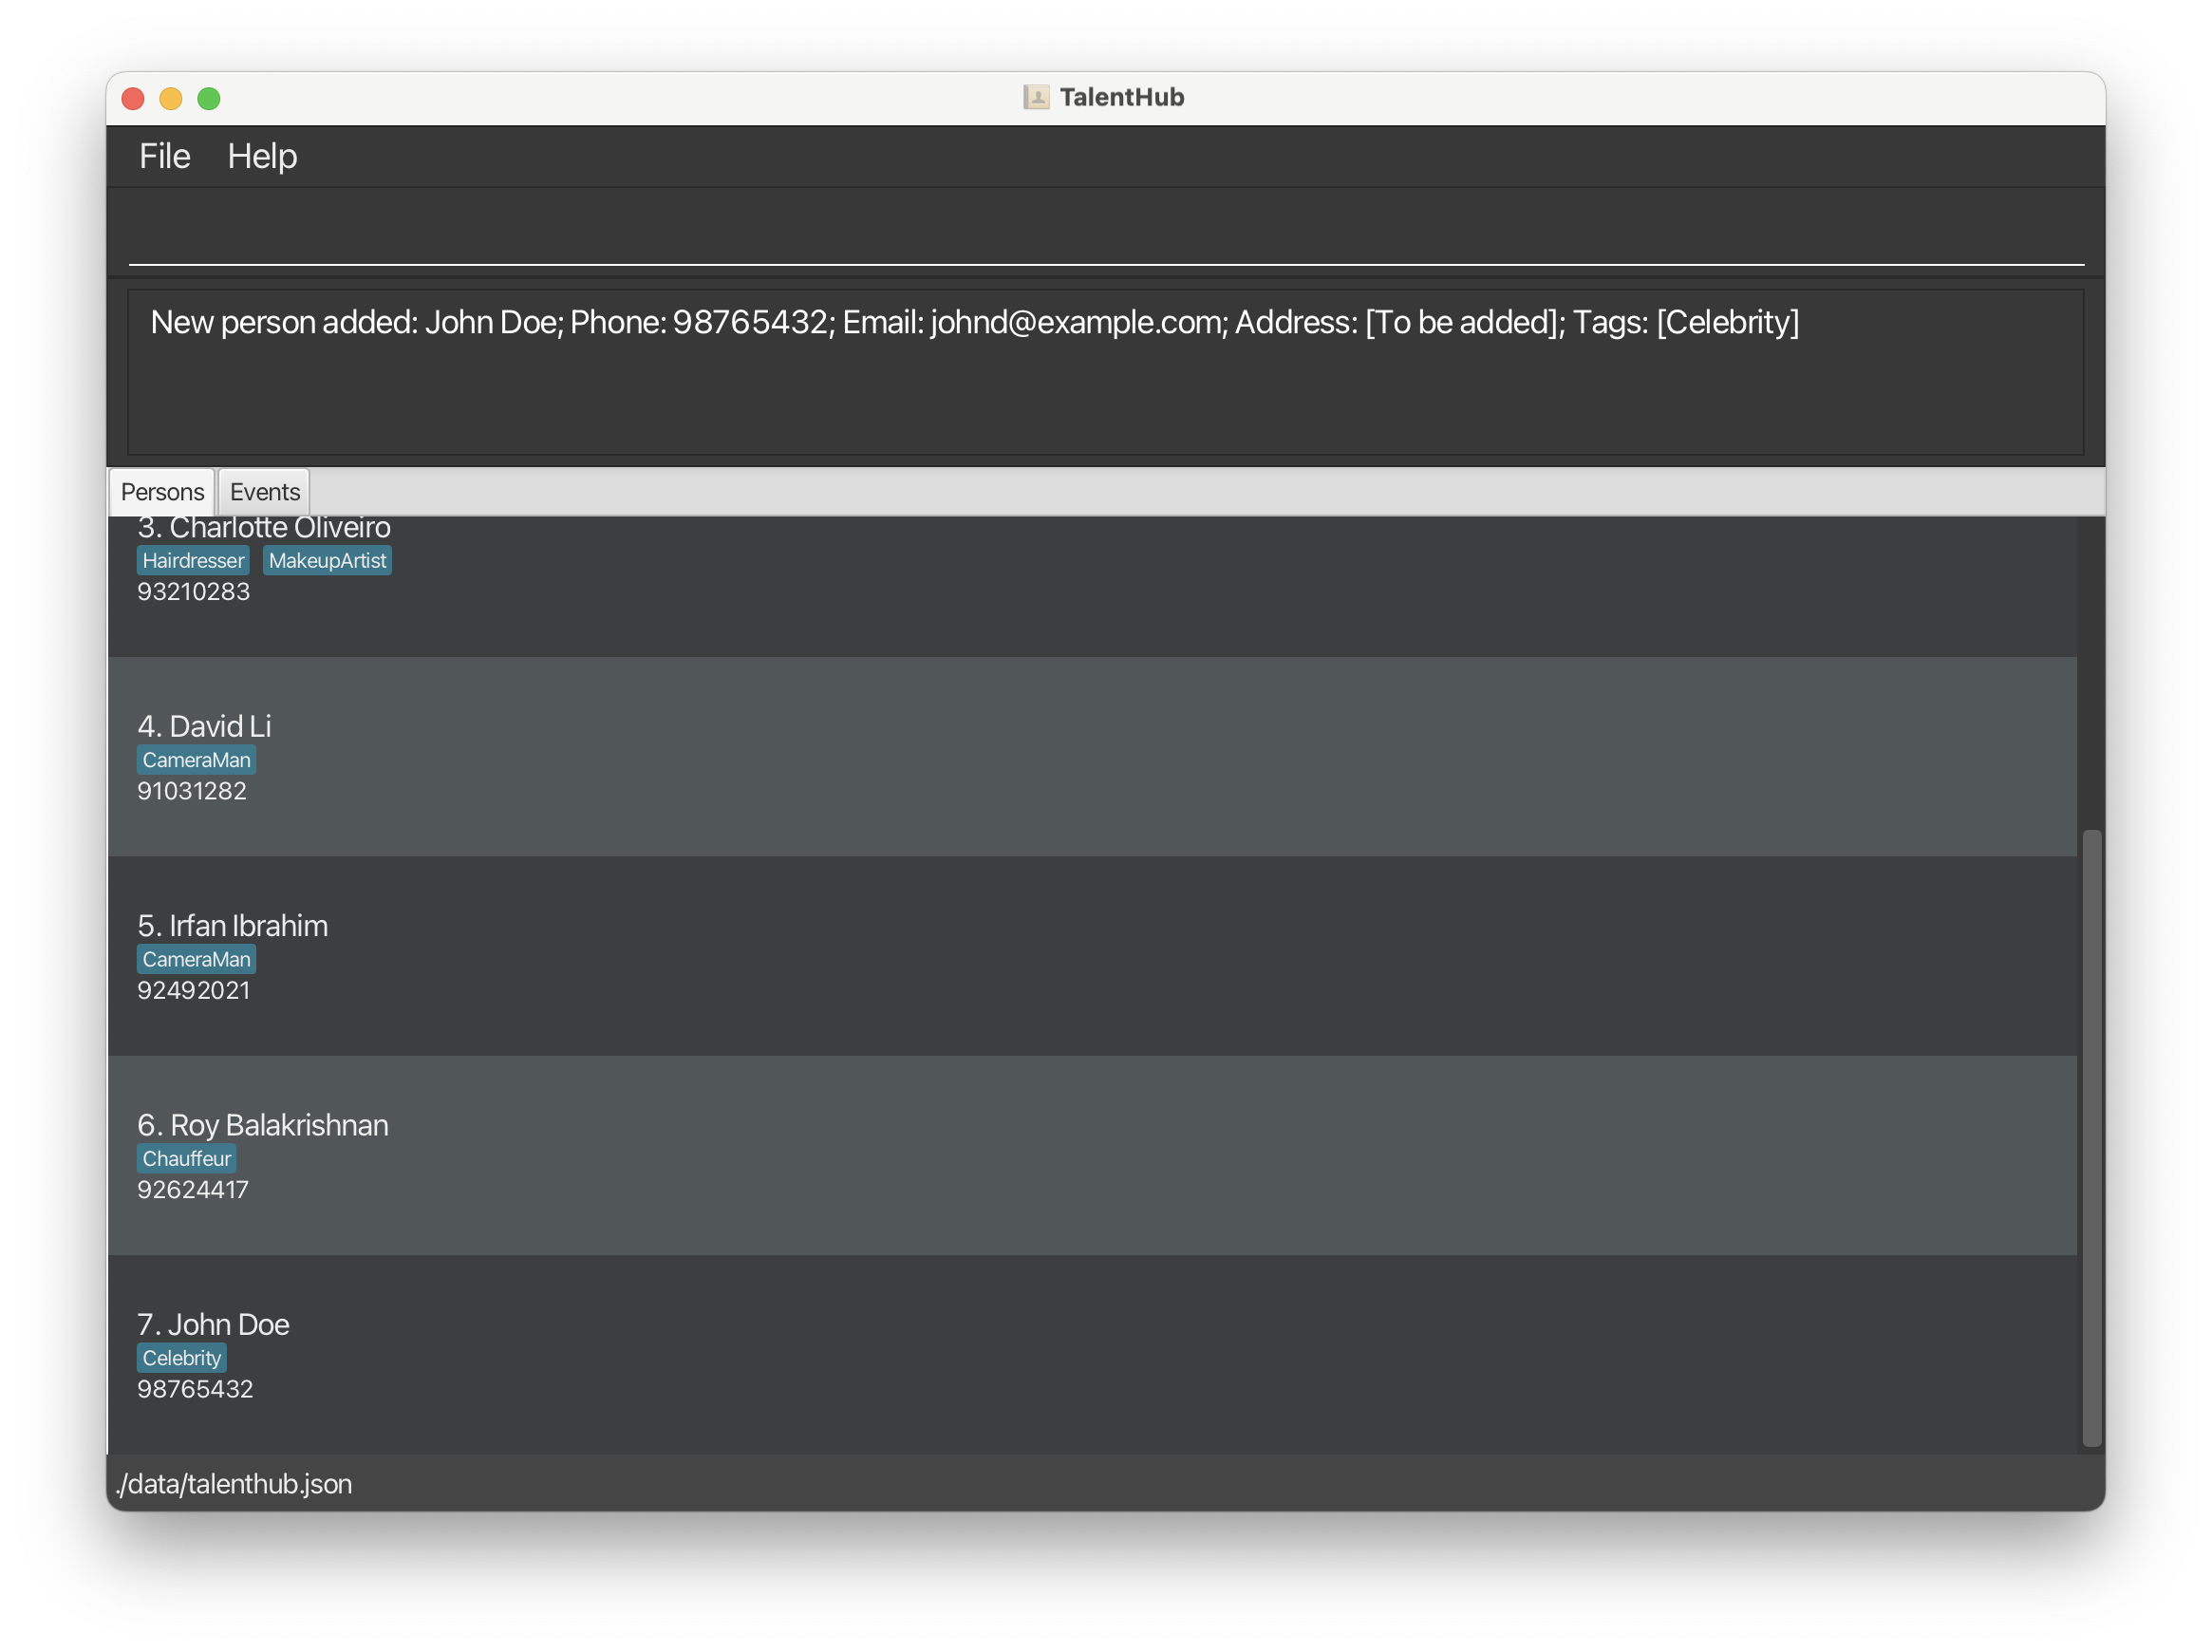 TalentHub
File Help
New person added: John Doe; Phone: 98765432; Email: johnd@example.com; Address: [To be added]; Tags: [Celebrity]
Persons Events
3. Charlotte Oliveiro
Hairdresser MakeupArtist
93210283
4. David Li
CameraMan
91031282
5. Irfan Ibrahim
CameraMan
92492021
6. Roy Balakrishnan
Chauffeur
92624417
7. John Doe
Celebrity
98765432
./data/talenthub.json